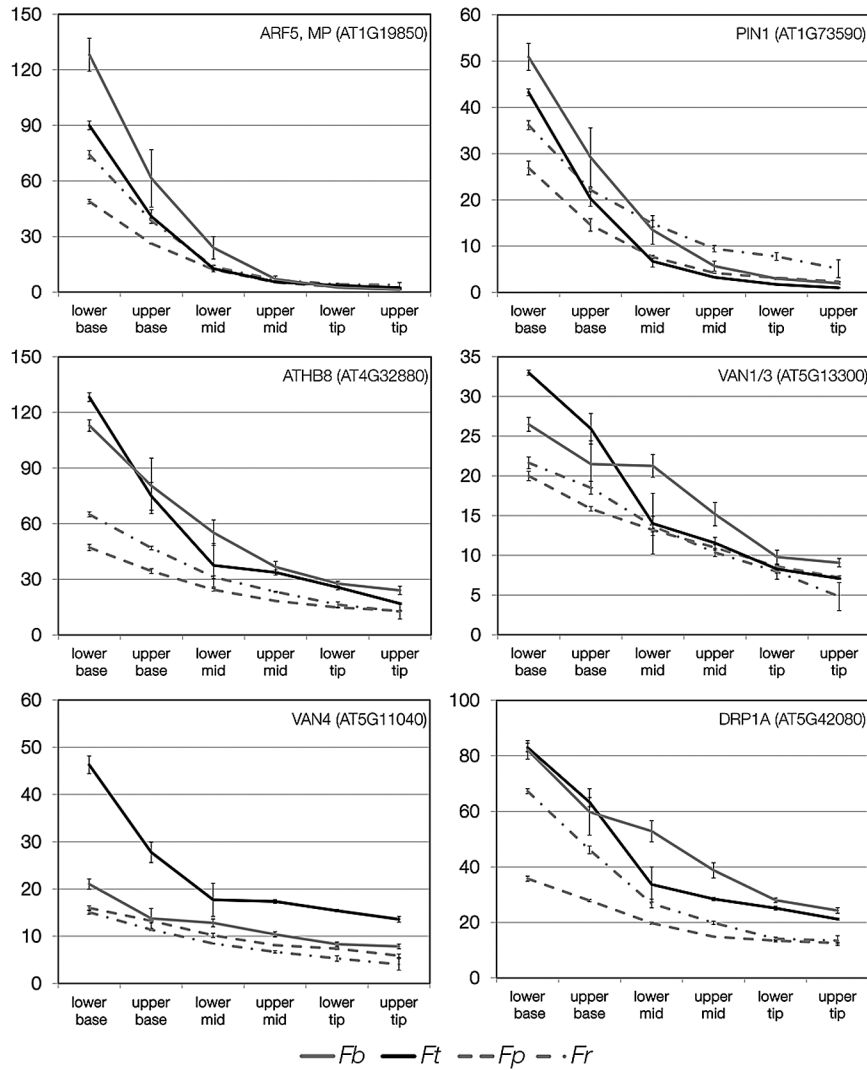 ARF5, MP (AT1G19850)
150
120
90
60
30
0
lower base
upper base
lower mid
upper mid
lower tip
upper tip
PIN1 (AT1G73590)
60
50
40
30
20
10
0
lower base
upper base
lower mid
upper mid
lower tip
upper tip
ATHB8 (AT4G32880)
150
120
90
60
30
0
lower base
upper base
lower mid
upper mid
lower tip
upper tip
VAN1/3 (AT5G13300)
35
30
25
20
15
10
5
0
lower base
upper base
lower mid
upper mid
lower tip
upper tip
VAN4 (AT5G11040)
60
50
40
30
20
10
0
lower base
upper base
lower mid
upper mid
lower tip
upper tip
DRP1A (AT5G42080)
100
80
60
40
20
0
lower base
upper base
lower mid
upper mid
lower tip
upper tip
Fb Ft Fp Fr